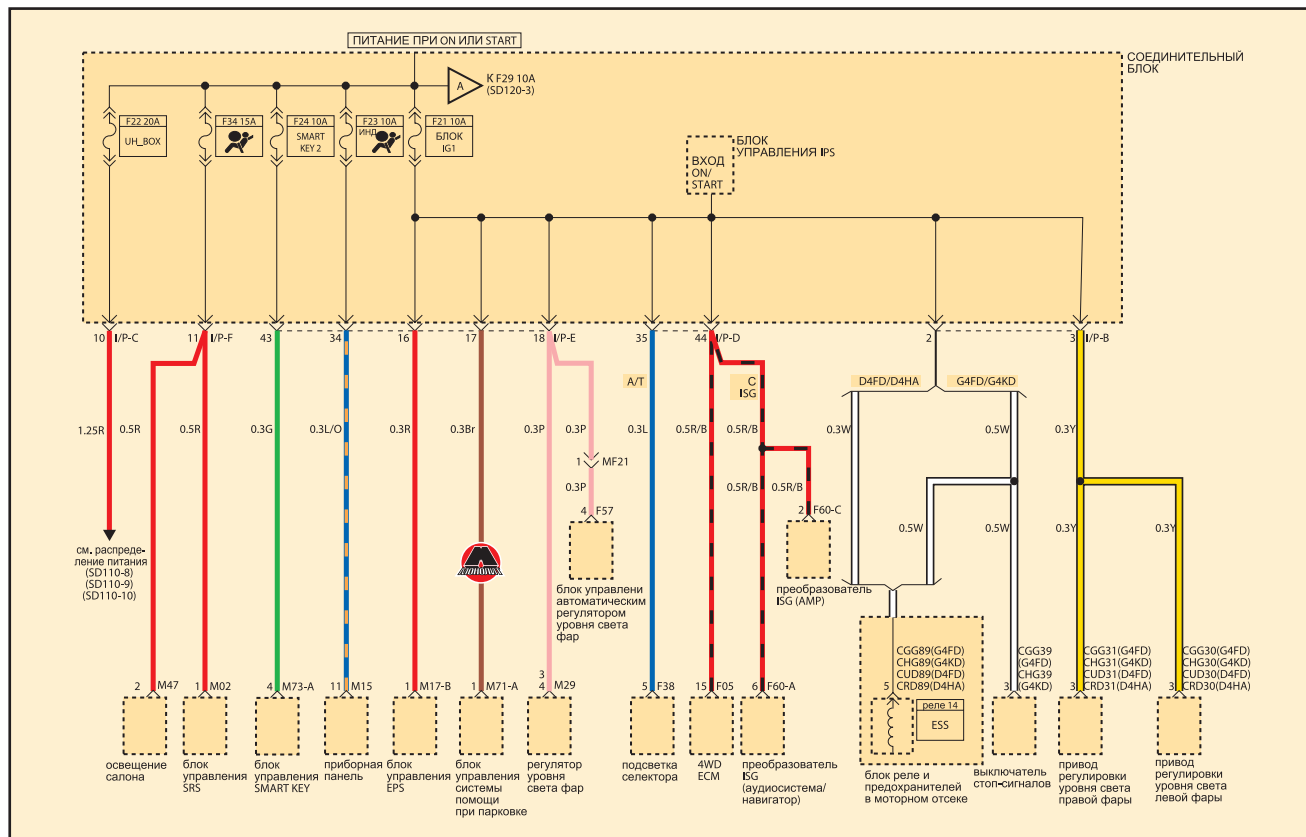 ПИТАНИЕ ПРИ ON ИЛИ START
СОЕДИНИТЕЛЬНЫЙ
БЛОК
A
К F29 10A
(SD120-3)
F22 20A
UH_BOX
F34 15A
F24 10A
SMART
KEY 2
F23 10A
ИНД.
F21 10A
БЛОК
IG1
БЛОК
УПРАВЛЕНИЯ IPS
ВХОД
ON/
START
10 I/P-C
11 I/P-F
43
34
16
17
18 I/P-E
35
44 I/P-D
2
3 I/P-B
A/T
С
ISG
D4FD/D4HA
G4FD/G4KD
1.25R
0.5R
0.5R
0.3G
0.3L/O
0.3R
0.3Br
0.3P
0.3P
0.3L
0.5R/B
0.5R/B
0.3W
0.5W
0.3Y
1 MF21
0.3P
0.5R/B
0.5R/B
4 F57
2 F60-C
0.5W
0.5W
0.3Y
0.3Y
см. распреде-
ление питания
(SD110-8)
(SD110-9)
(SD110-10)
блок управлени
автоматическим
регулятором
уровня света
фар
преобразователь
ISG (AMP)
2 M47
1 M02
4 M73-A
11 M15
1 M17-B
1 M71-A
3
4 M29
5 F38
15 F05
6 F60-A
CGG89(G4FD)
CHG89(G4KD)
CUD89(D4FD)
5 CRD89(D4HA)
реле 14
ESS
CGG39
(G4FD)
CHG39
3 (G4KD)
CGG31(G4FD)
CHG31(G4KD)
CUD31(D4FD)
3 CRD31(D4HA)
CGG30(G4FD)
CHG30(G4KD)
CUD30(D4FD)
3 CRD30(D4HA)
освещение
салона
блок
управления
SRS
блок
управления
SMART KEY
приборная
панель
блок
управления
EPS
блок
управления
системы
помощи
при парковке
регулятор
уровня
света фар
подсветка
селектора
4WD
ECM
преобразователь
ISG
(аудиосистема/
навигатор)
блок реле и
предохранителей
в моторном отсеке
выключатель
стоп-сигналов
привод
регулировки
уровня света
правой фары
привод
регулировки
уровня света
левой фары